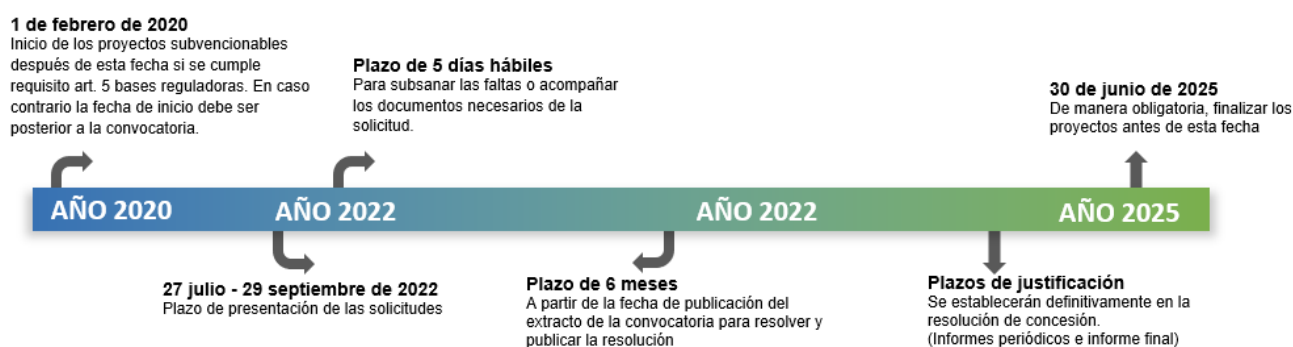 1 de febrero de 2020
Inicio de los proyectos subvencionables
después de esta fecha si se cumple
requisito art. 5 bases reguladoras. En caso
contrario la fecha de inicio debe ser
posterior a la convocatoria.
Plazo de 5 días hábiles
Para subsanar las faltas o acompañar
los documentos necesarios de la
solicitud.
30 de junio de 2025
De manera obligatoria, finalizar los
proyectos antes de esta fecha
AÑO 2020
AÑO 2022
AÑO 2022
AÑO 2025
27 julio - 29 septiembre de 2022
Plazo de presentación de las solicitudes
Plazo de 6 meses
A partir de la fecha de publicación del
extracto de la convocatoria para resolver y
publicar la resolución
Plazos de justificación
Se establecerán definitivamente en la
resolución de concesión.
(Informes periódicos e informe final)